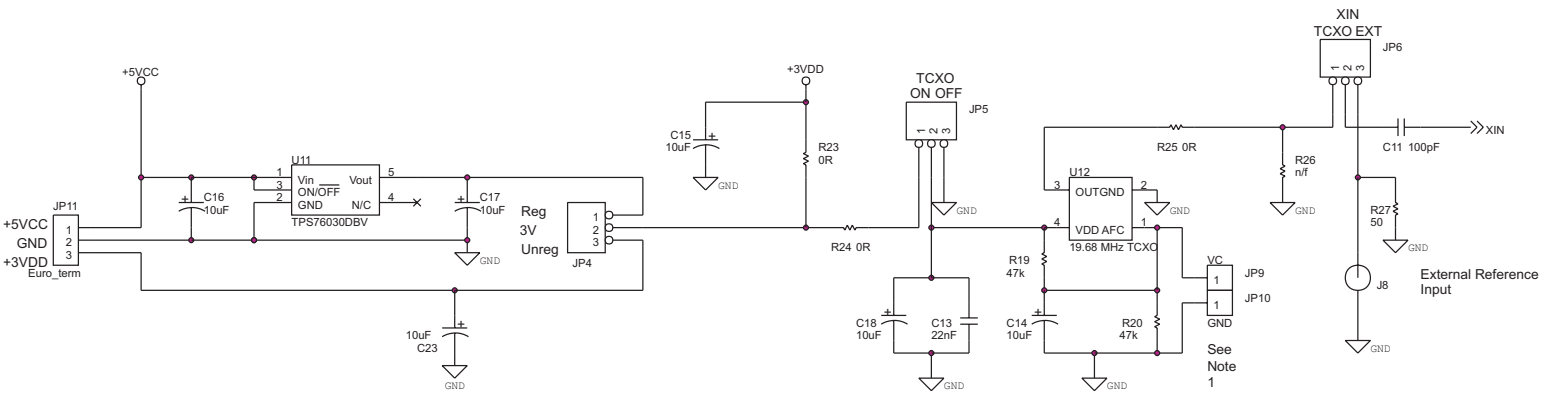 XIN
TCXO EXT
JP6
1 2 3
+5VCC
+3VDD
TCXO
ON OFF
JP5
1 2 3
C15
10uF
GND
R23
0R
R25 0R
C11 100pF
XIN
R26
n/f
GND
U11
1 Vin Vout 5
3 ON/OFF
2 GND N/C 4
TPS76030DBV
C16
10uF
C17
10uF
GND
JP11
+5VCC 1
GND 2
+3VDD 3
Euro_term
Reg 1
3V 2
Unreg 3
JP4
R24 0R
GND
U12
3 OUT GND 2
4 VDD AFC 1
19.68 MHz TCXO
GND
R27
50
GND
R19
47k
VC
1 JP9
1 JP10
GND
J8
External Reference
Input
10uF
C23
GND
C18
10uF
C13
22nF
GND
C14
10uF
R20
47k
GND
See
Note
1
GND